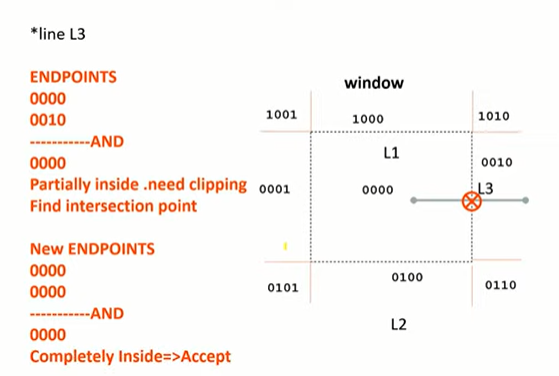 *line L3
ENDPOINTS
0000
0010
-----------AND
0000
Partially inside .need clipping
Find intersection point
New ENDPOINTS
0000
0000
-----------AND
0000
Completely Inside=>Accept
window
1001
1000
1010
L1
0010
0001
0000
L3
0101
0100
0110
L2